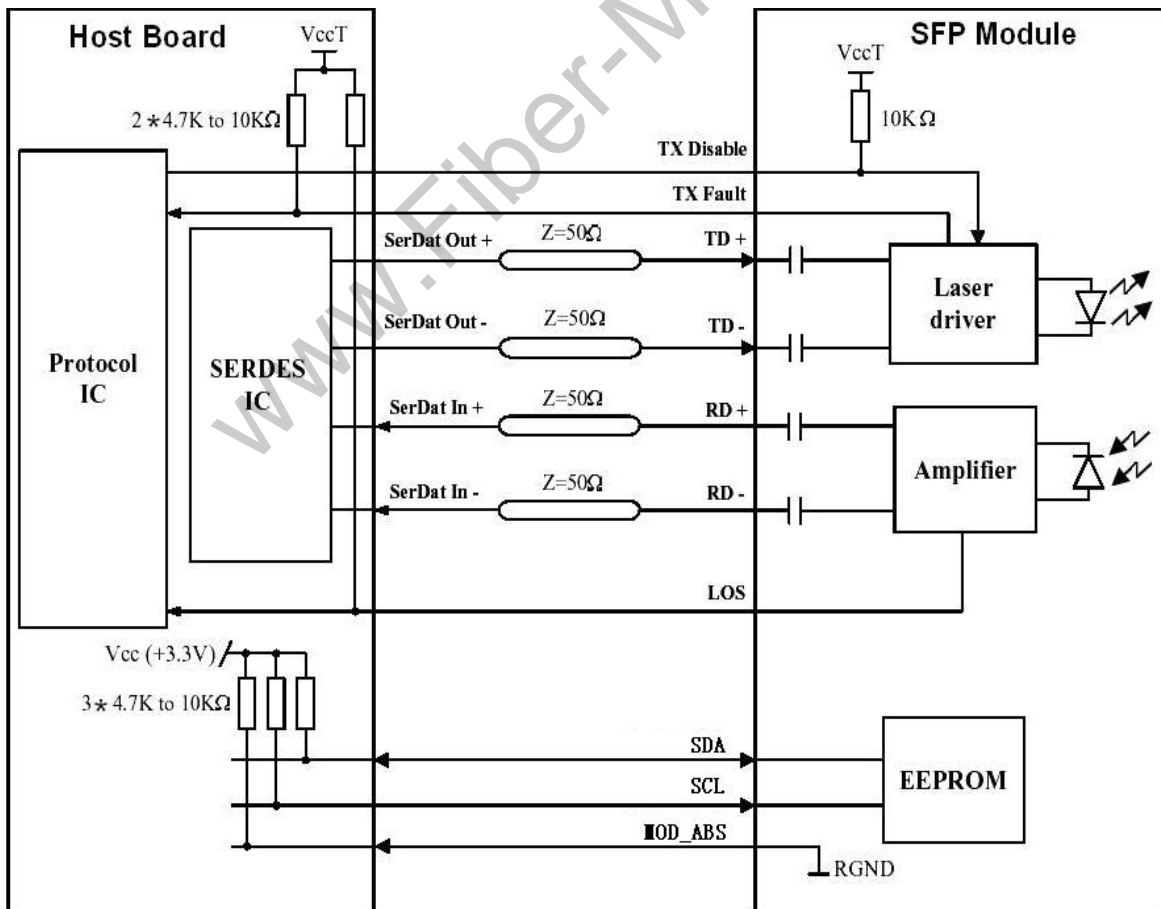 Host Board
SFP Module
VccT
VccT
2*4.7K to 10KΩ
10KΩ
TX Disable
TX Fault
SerDat Out +
Z=50Ω
TD +
SerDat Out -
Z=50Ω
TD -
Laser
driver
Protocol
IC
SERDES
IC
SerDat In +
Z=50Ω
RD +
SerDat In -
Z=50Ω
RD -
Amplifier
LOS
Vcc (+3.3V)
3*4.7K to 10KΩ
SDA
SCL
MOD_ABS
EEPROM
RGND
www.Fiber-M